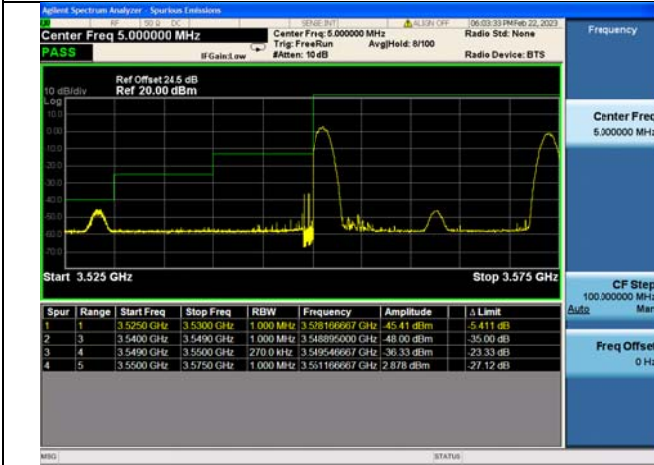 Agilent Spectrum Analyzer - Spurious Emissions
RF 50 Ω DC SENSE:INT ALIGN OFF 06:03:33 PM Feb 22, 2023
Center Freq 5.000000 MHz
Center Freq: 5.000000 MHz
Radio Std: None
PASS
IFGain:Low
Trig: FreeRun
Avg|Hold: 8/100
#Atten: 10 dB
Radio Device: BTS
Ref Offset 24.5 dB
10 dB/div
Ref 20.00 dBm
Log
10.0
0.00
-10.0
-20.0
-30.0
-40.0
-50.0
-60.0
-70.0
Start 3.525 GHz
Stop 3.575 GHz
Spur Range Start Freq Stop Freq RBW Frequency Amplitude Δ Limit
1 1 3.5250 GHz 3.5300 GHz 1.000 MHz 3.528166667 GHz -45.41 dBm -5.411 dB
2 3 3.5400 GHz 3.5490 GHz 1.000 MHz 3.548895000 GHz -48.00 dBm -35.00 dB
3 4 3.5490 GHz 3.5500 GHz 270.0 kHz 3.549546667 GHz -36.33 dBm -23.33 dB
4 5 3.5500 GHz 3.5750 GHz 1.000 MHz 3.551166667 GHz 2.878 dBm -27.12 dB
MSG
STATUS
Frequency
Center Freq
5.000000 MHz
CF Step
100.000000 MHz
Auto Man
Freq Offset
0 Hz